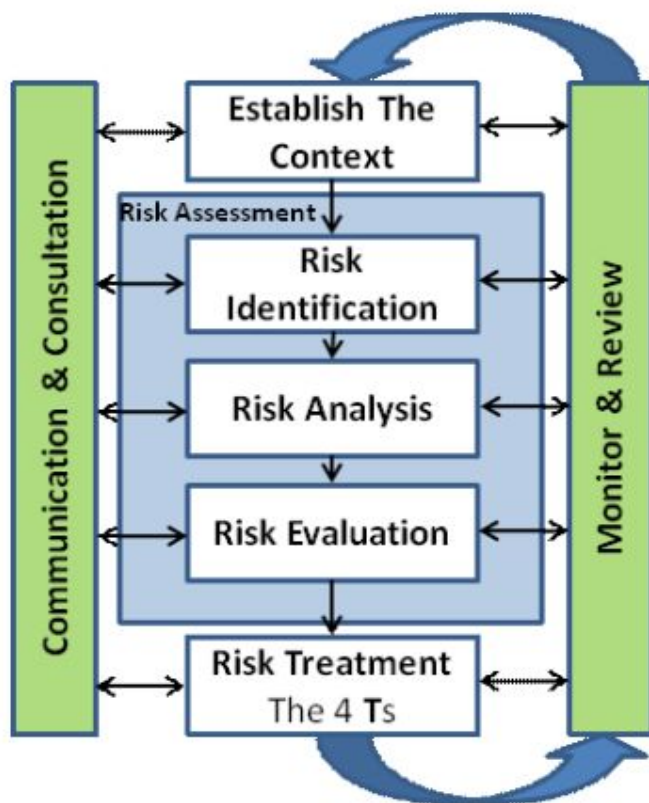 Establish The
Context
Risk Assessment
Risk
Identification
Risk Analysis
Risk Evaluation
Risk Treatment
The 4 Ts
Communication & Consultation
Monitor & Review